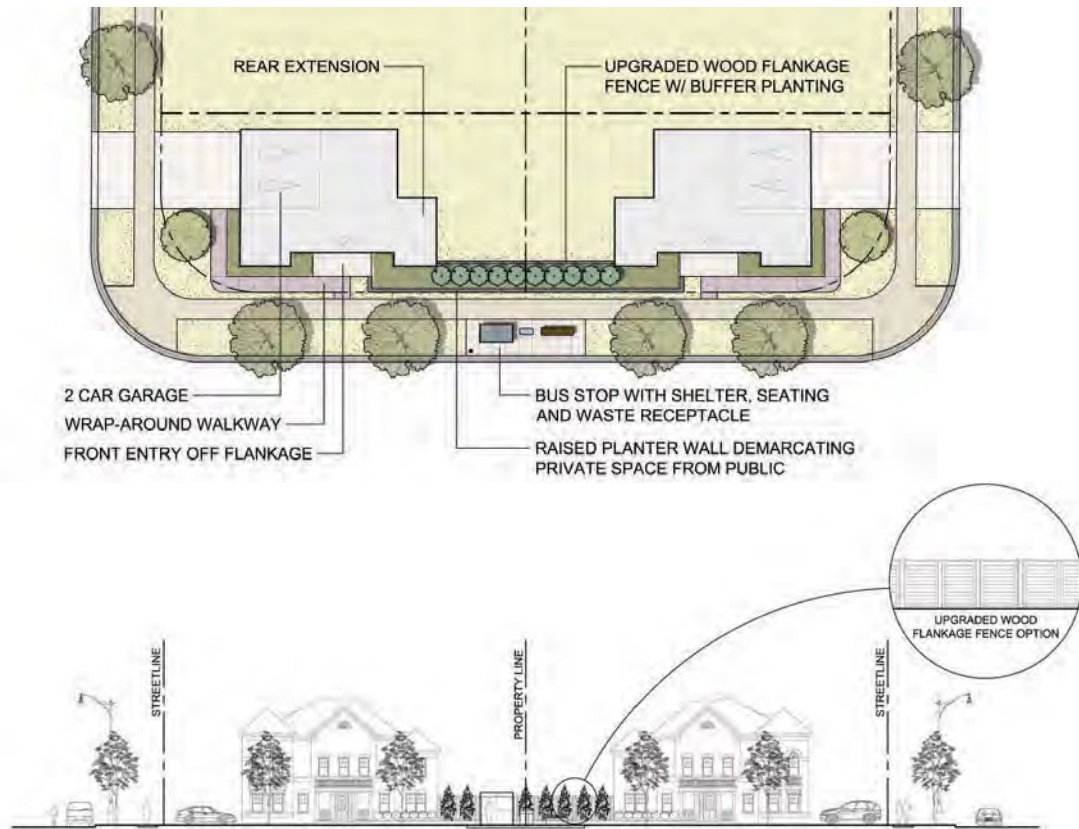 REAR EXTENSION
UPGRADED WOOD FLANKAGE
FENCE W/ BUFFER PLANTING
2 CAR GARAGE
WRAP-AROUND WALKWAY
FRONT ENTRY OFF FLANKAGE
BUS STOP WITH SHELTER, SEATING
AND WASTE RECEPTACLE
RAISED PLANTER WALL DEMARCATING
PRIVATE SPACE FROM PUBLIC
UPGRADED WOOD
FLANKAGE FENCE OPTION
STREETLINE
PROPERTY LINE
STREETLINE